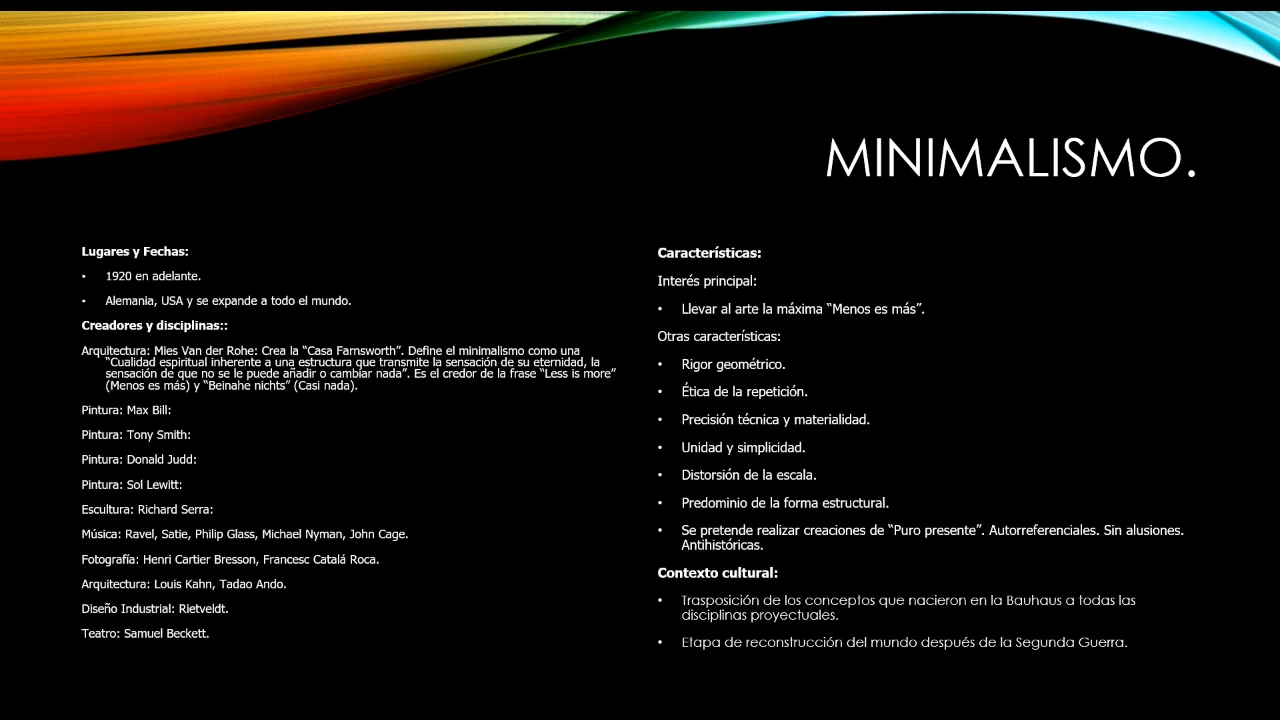 MINIMALISMO.
Lugares y Fechas:
• 1920 en adelante.
• Alemania, USA y se expande a todo el mundo.
Creadores y disciplinas::
Arquitectura: Mies Van der Rohe: Crea la “Casa Farnsworth”. Define el minimalismo como una
“Cualidad espiritual inherente a una estructura que transmite la sensación de su eternidad, la
sensación de que no se le puede añadir o cambiar nada”. Es el credor de la frase “Less is more”
(Menos es más) y “Beinahe nichts” (Casi nada).
Pintura: Max Bill:
Pintura: Tony Smith:
Pintura: Donald Judd:
Pintura: Sol Lewitt:
Escultura: Richard Serra:
Música: Ravel, Satie, Philip Glass, Michael Nyman, John Cage.
Fotografía: Henri Cartier Bresson, Francesc Catalá Roca.
Arquitectura: Louis Kahn, Tadao Ando.
Diseño Industrial: Rietveldt.
Teatro: Samuel Beckett.
Características:
Interés principal:
• Llevar al arte la máxima “Menos es más”.
Otras características:
• Rigor geométrico.
• Ética de la repetición.
• Precisión técnica y materialidad.
• Unidad y simplicidad.
• Distorsión de la escala.
• Predominio de la forma estructural.
• Se pretende realizar creaciones de “Puro presente”. Autorreferenciales. Sin alusiones.
Antihistóricas.
Contexto cultural:
• Trasposición de los conceptos que nacieron en la Bauhaus a todas las
disciplinas proyectuales.
• Etapa de reconstrucción del mundo después de la Segunda Guerra.